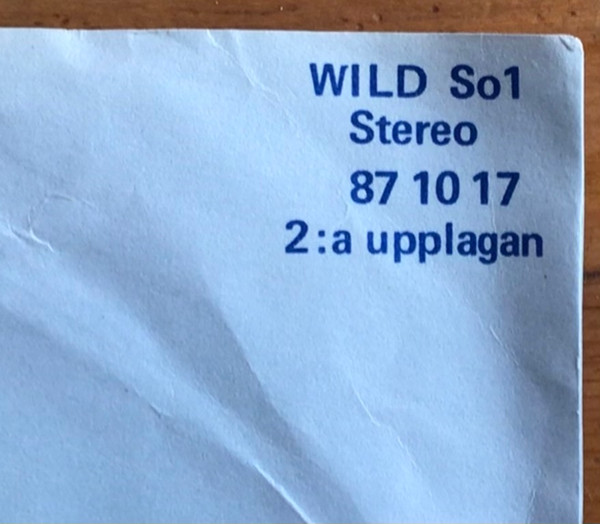 WILD So1
Stereo
87 10 17
2:a upplagan